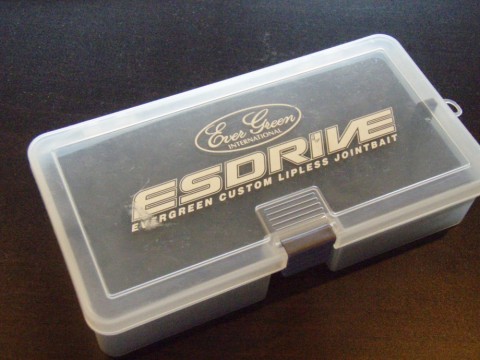 Ever Green
INTERNATIONAL
ESDRIVE
EVERGREEN CUSTOM LIPLESS JOINTBAIT